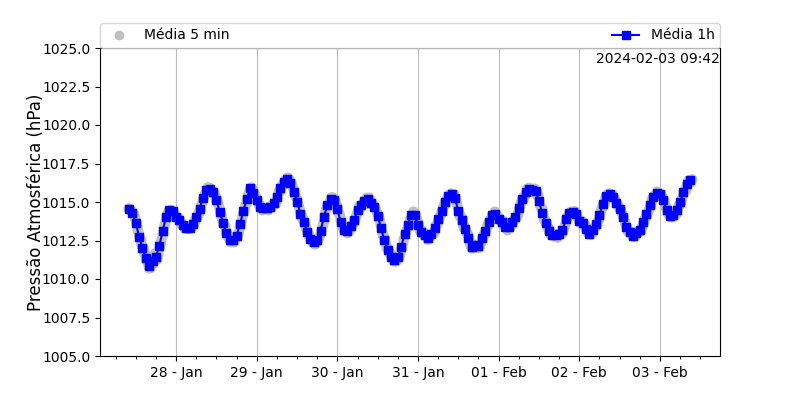 Média 5 min
Média 1h
2024-02-03 09:42
Pressão Atmosférica (hPa)
1025.0
1022.5
1020.0
1017.5
1015.0
1012.5
1010.0
1007.5
1005.0
28 - Jan
29 - Jan
30 - Jan
31 - Jan
01 - Feb
02 - Feb
03 - Feb